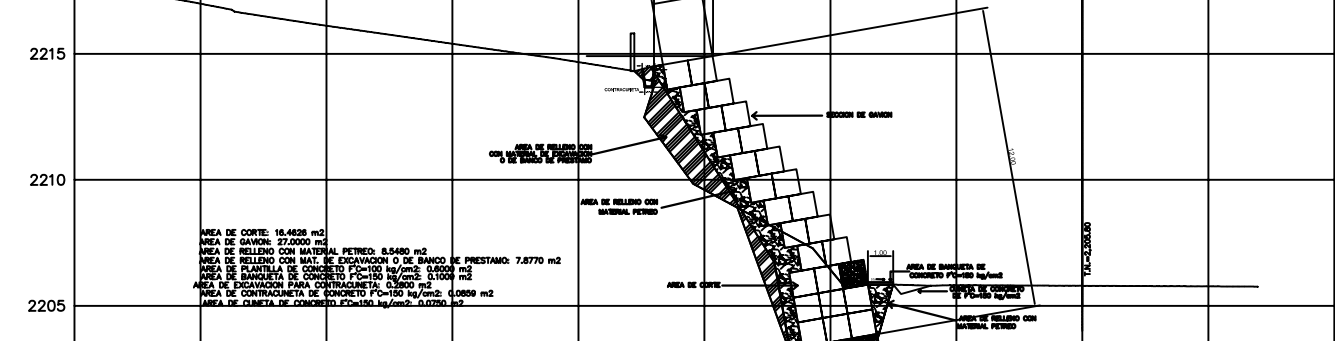 2215
CONTRACUNETA
SECCION DE GAVION
AREA DE RELLENO CON
CON MATERIAL DE EXCAVACION
O DE BANCO DE PRESTAMO
12.00
2210
AREA DE RELLENO CON
MATERIAL PETREO
AREA DE CORTE: 16.4626 m2
AREA DE GAVION: 27.0000 m2
AREA DE RELLENO CON MATERIAL PETREO: 8.5480 m2
AREA DE RELLENO CON MAT. DE EXCAVACION O DE BANCO DE PRESTAMO: 7.8770 m2
AREA DE PLANTILLA DE CONCRETO F'C=100 kg/cm2: 0.6000 m2
AREA DE BANQUETA DE CONCRETO F'C=150 kg/cm2: 0.1000 m2
AREA DE EXCAVACION PARA CONTRACUNETA: 0.2800 m2
AREA DE CONTRACUNETA DE CONCRETO F'C=150 kg/cm2: 0.0859 m2
AREA DE CUNETA DE CONCRETO F'C=150 kg/cm2: 0.0750 m2
1.00
T.N.=2,205.80
AREA DE BANQUETA DE
CONCRETO F'C=150 kg/cm2
AREA DE CORTE
CUNETA DE CONCRETO
DE F'C=150 kg/cm2
2205
AREA DE RELLENO CON
MATERIAL PETREO